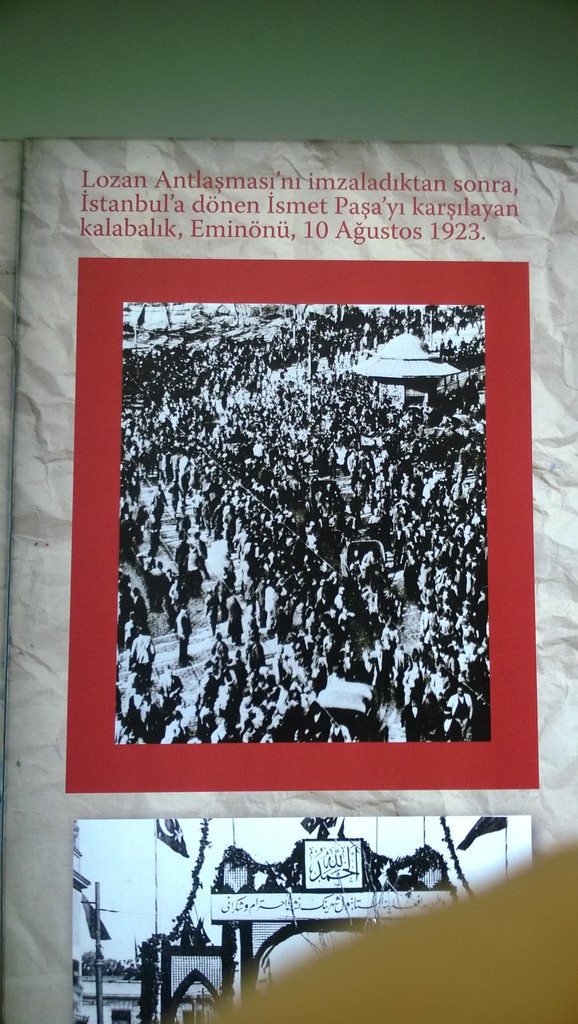 Lozan Antlaşması'nı imzaladıktan sonra,
İstanbul'a dönen İsmet Paşa'yı karşılayan
kalabalık, Eminönü, 10 Ağustos 1923.
الحمد لله